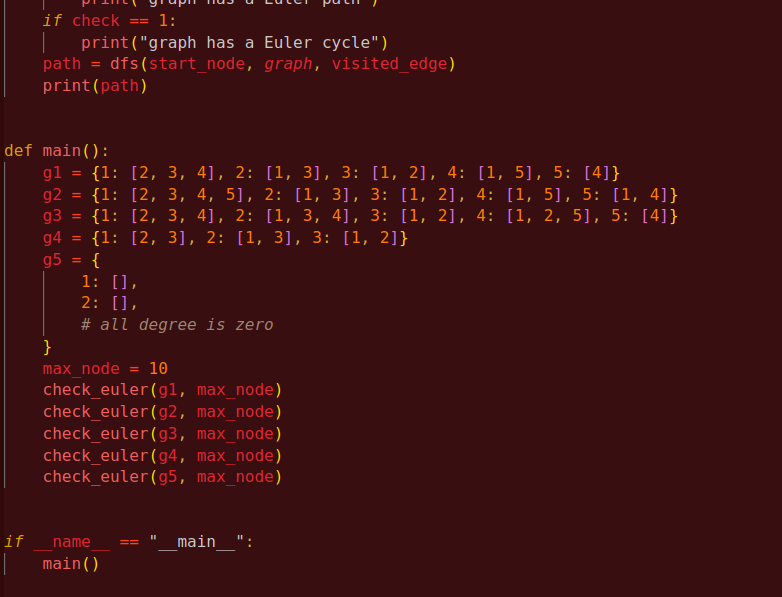 print("graph has a Euler path")
if check == 1:
print("graph has a Euler cycle")
path = dfs(start_node, graph, visited_edge)
print(path)
def main():
g1 = {1: [2, 3, 4], 2: [1, 3], 3: [1, 2], 4: [1, 5], 5: [4]}
g2 = {1: [2, 3, 4, 5], 2: [1, 3], 3: [1, 2], 4: [1, 5], 5: [1, 4]}
g3 = {1: [2, 3, 4], 2: [1, 3, 4], 3: [1, 2], 4: [1, 2, 5], 5: [4]}
g4 = {1: [2, 3], 2: [1, 3], 3: [1, 2]}
g5 = {
1: [],
2: [],
# all degree is zero
}
max_node = 10
check_euler(g1, max_node)
check_euler(g2, max_node)
check_euler(g3, max_node)
check_euler(g4, max_node)
check_euler(g5, max_node)
if __name__ == "__main__":
main()